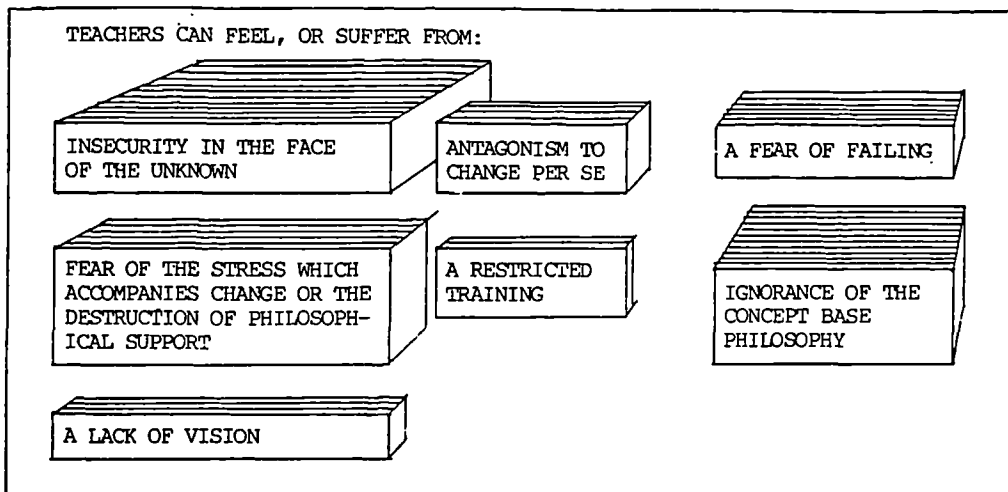 TEACHERS CAN FEEL, OR SUFFER FROM:
INSECURITY IN THE FACE
OF THE UNKNOWN
ANTAGONISM TO
CHANGE PER SE
A FEAR OF FAILING
FEAR OF THE STRESS WHICH
ACCOMPANIES CHANGE OR THE
DESTRUCTION OF PHILOSOPH-
ICAL SUPPORT
A RESTRICTED
TRAINING
IGNORANCE OF THE
CONCEPT BASE
PHILOSOPHY
A LACK OF VISION